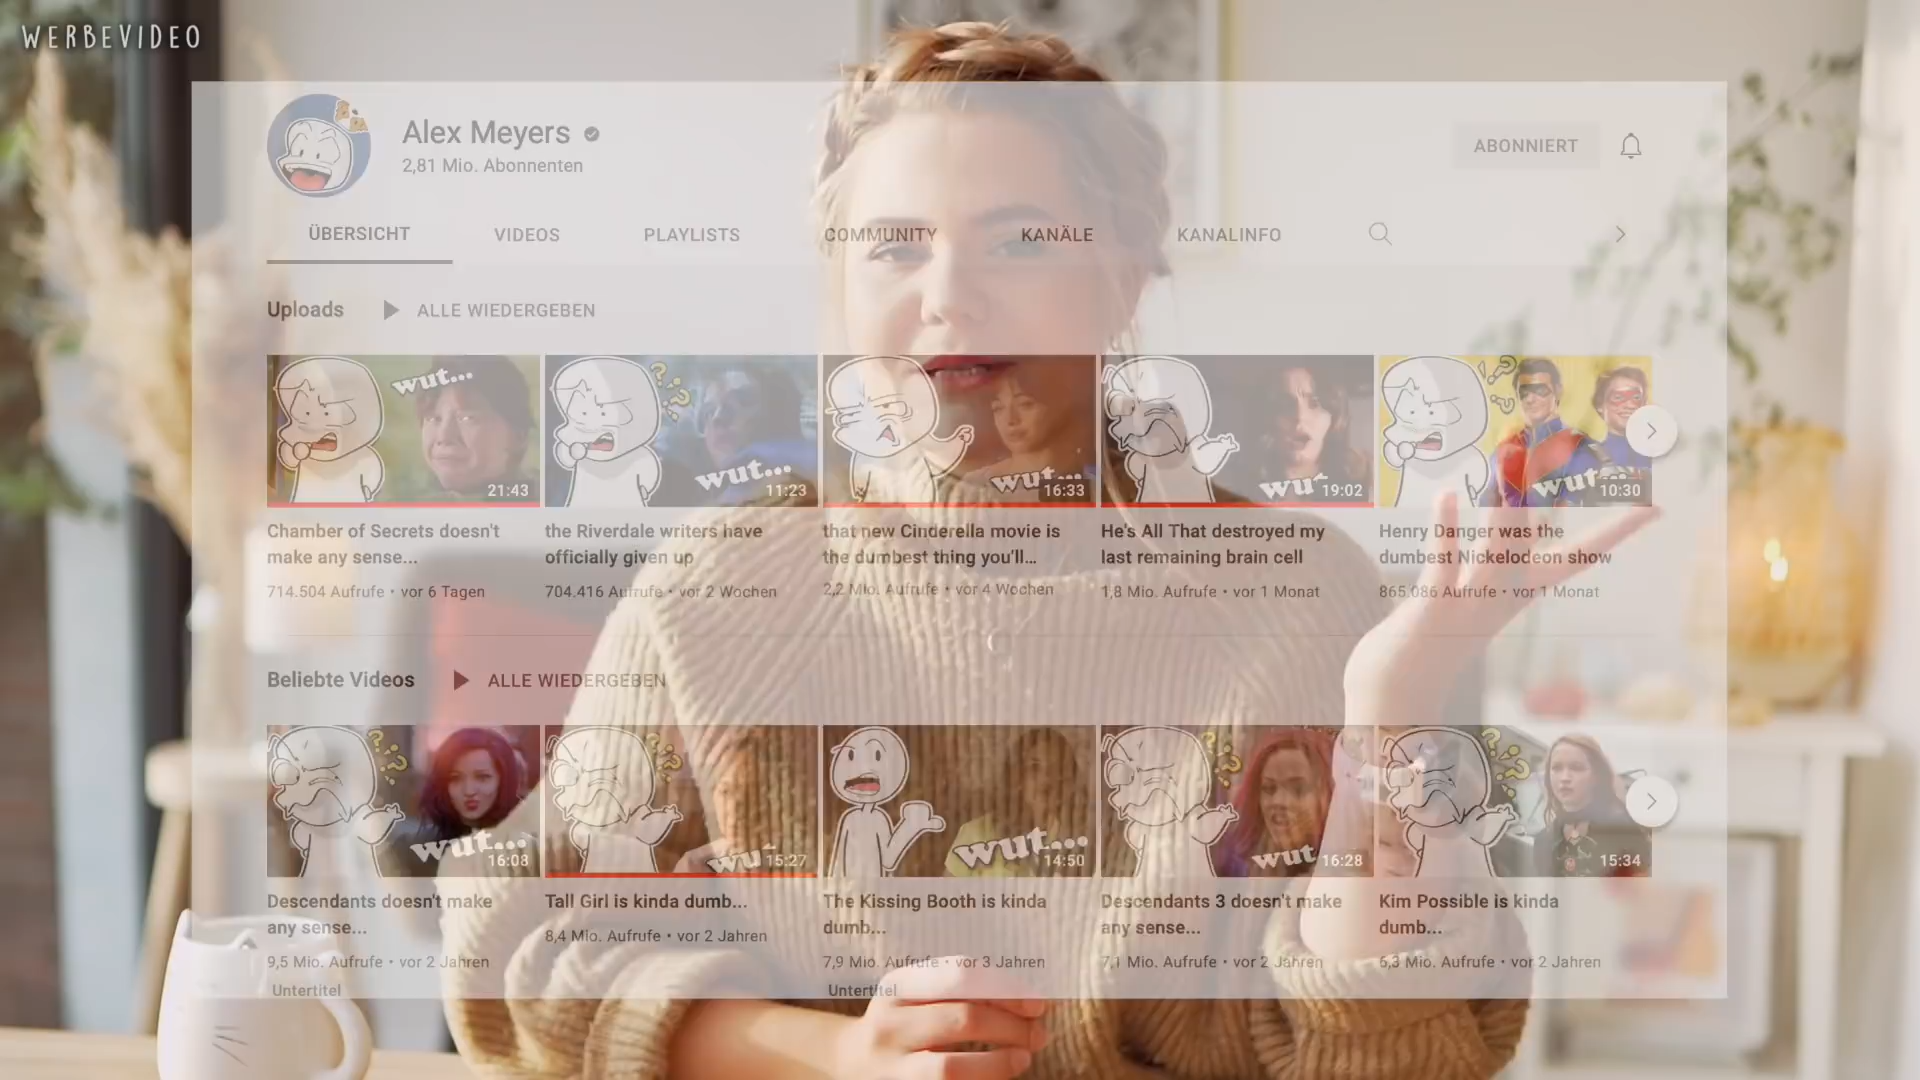 WERBEVIDEO
Alex Meyers
2,81 Mio. Abonnenten
ABONNIERT
ÜBERSICHT VIDEOS PLAYLISTS COMMUNITY KANÄLE KANALINFO
Uploads ALLE WIEDERGEBEN
wut... 21:43
wut... 11:23
wut... 16:33
wut 19:02
wut... 10:30
Chamber of Secrets doesn't
make any sense...
714.504 Aufrufe • vor 6 Tagen
the Riverdale writers have
officially given up
704.416 Aufrufe • vor 2 Wochen
that new Cinderella movie is
the dumbest thing you'll...
2,2 Mio. Aufrufe • vor 4 Wochen
He's All That destroyed my
last remaining brain cell
1,8 Mio. Aufrufe • vor 1 Monat
Henry Danger was the
dumbest Nickelodeon show
865.086 Aufrufe • vor 1 Monat
Beliebte Videos ALLE WIEDERGEBEN
wut... 16:08
wu 15:27
wut... 14:50
wut 16:28
15:34
Descendants doesn't make
any sense...
9,5 Mio. Aufrufe • vor 2 Jahren
Untertitel
Tall Girl is kinda dumb...
8,4 Mio. Aufrufe • vor 2 Jahren
The Kissing Booth is kinda
dumb...
7,9 Mio. Aufrufe • vor 3 Jahren
Untertitel
Descendants 3 doesn't make
any sense...
7,1 Mio. Aufrufe • vor 2 Jahren
Kim Possible is kinda
dumb...
6,3 Mio. Aufrufe • vor 2 Jahren